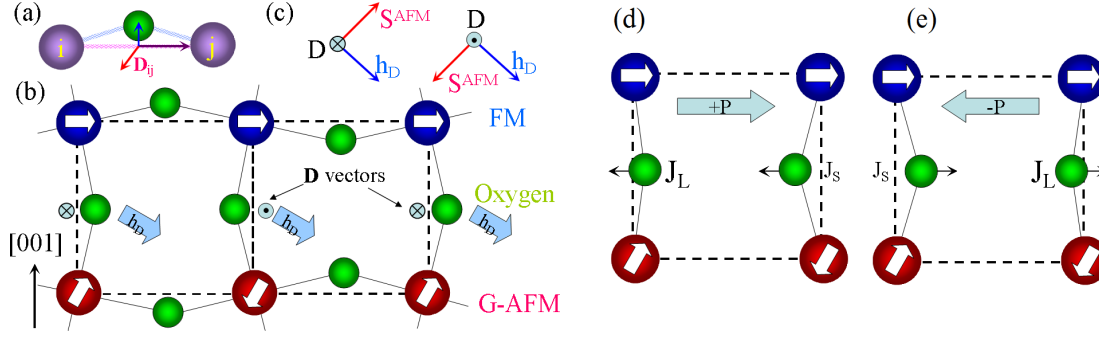 (a)
i
j
D_ij
(b)
FM
D vectors
Oxygen
h_D
h_D
h_D
[001]
G-AFM
(c)
S^AFM
D
h_D
D
S^AFM
h_D
(d)
+P
J_L
J_S
(e)
-P
J_S
J_L